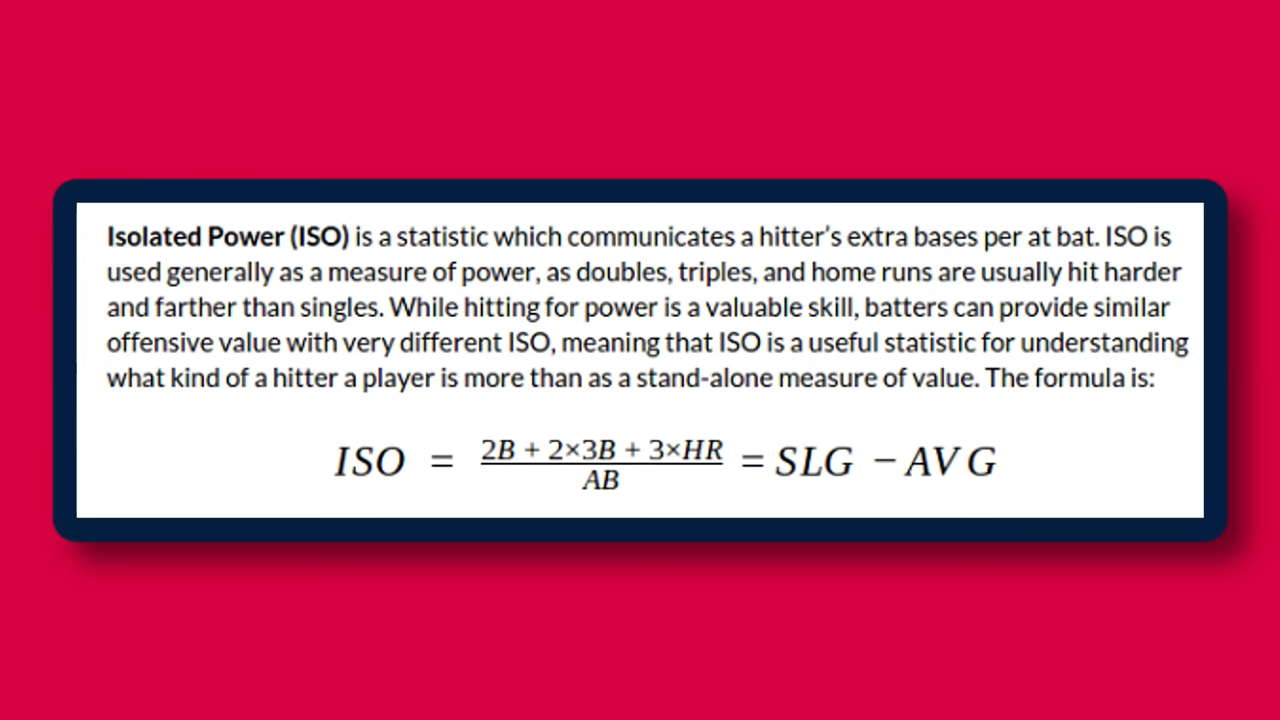 Isolated Power (ISO) is a statistic which communicates a hitter's extra bases per at bat. ISO is
used generally as a measure of power, as doubles, triples, and home runs are usually hit harder
and farther than singles. While hitting for power is a valuable skill, batters can provide similar
offensive value with very different ISO, meaning that ISO is a useful statistic for understanding
what kind of a hitter a player is more than as a stand-alone measure of value. The formula is:
ISO = 2B + 2×3B + 3×HR = SLG − AVG
AB